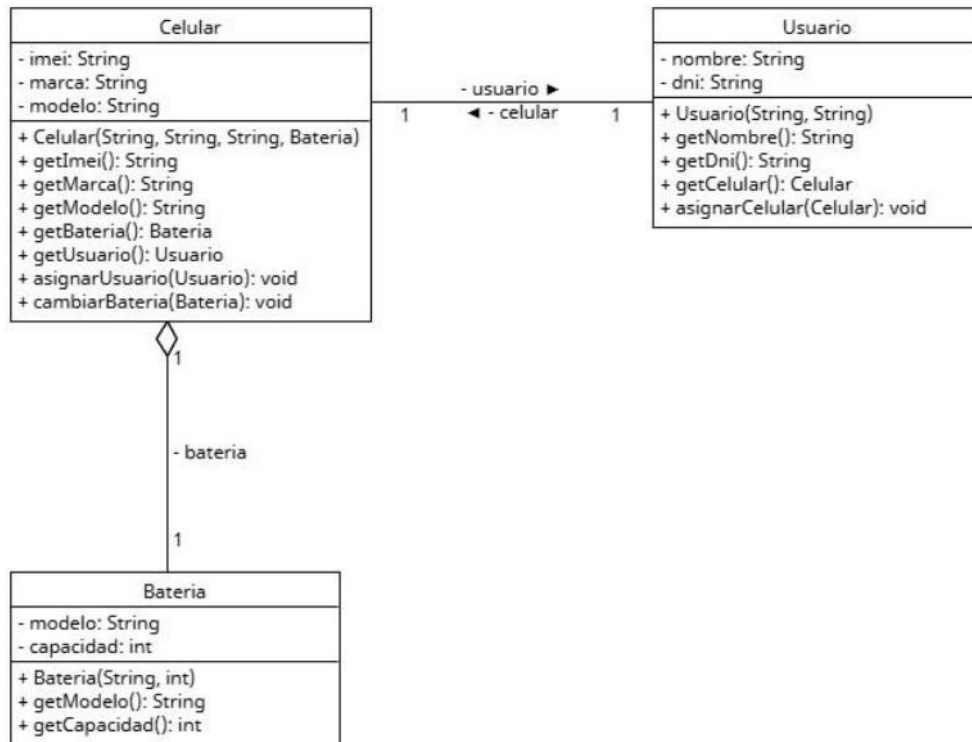 Celular
- imei: String
- marca: String
- modelo: String
+ Celular(String, String, String, Bateria)
+ getImei(): String
+ getMarca(): String
+ getModelo(): String
+ getBateria(): Bateria
+ getUsuario(): Usuario
+ asignarUsuario(Usuario): void
+ cambiarBateria(Bateria): void
- usuario ►
◄ - celular
1
1
Usuario
- nombre: String
- dni: String
+ Usuario(String, String)
+ getNombre(): String
+ getDni(): String
+ getCelular(): Celular
+ asignarCelular(Celular): void
1
- bateria
1
Bateria
- modelo: String
- capacidad: int
+ Bateria(String, int)
+ getModelo(): String
+ getCapacidad(): int